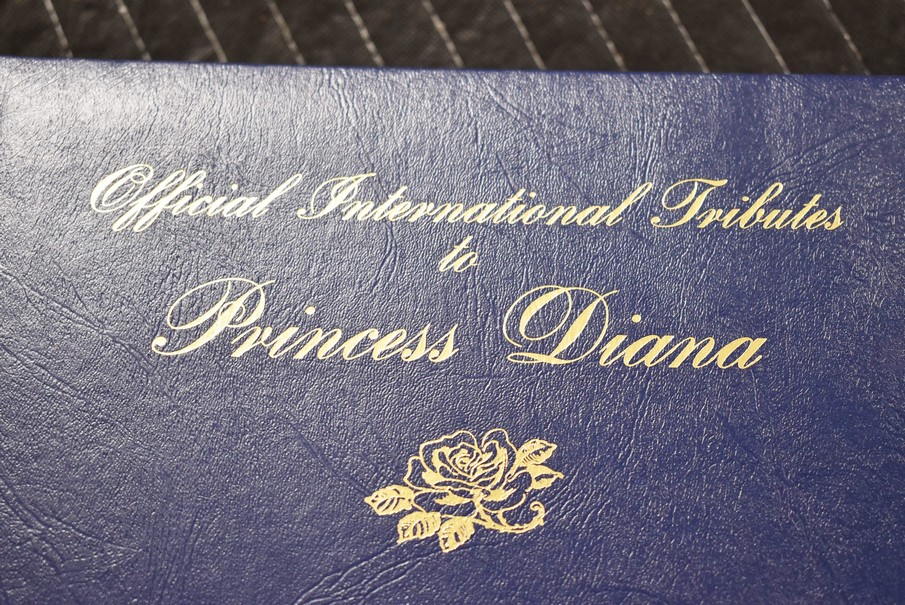 Official International Tributes
to
Princess Diana